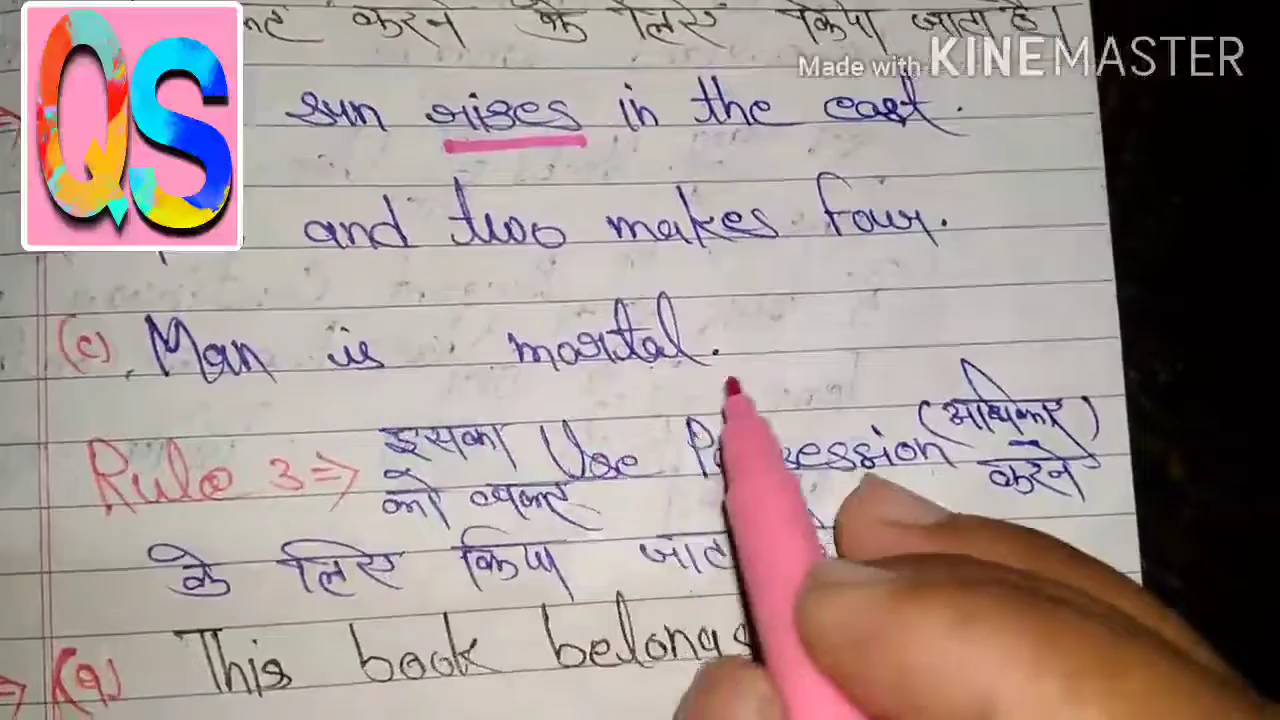 करने के लिए किया जाता है।
Made with KINEMASTER
QS
sun rises in the east.
and two makes four.
(c) Man is mortal.
Rule 3 => इसका Use Possession (अधिकार)
को व्यक्त करने
के लिए किया जाता
(a) This book belongs